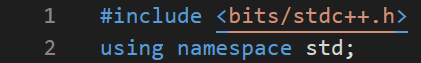 1 #include <bits/stdc++.h>
2 using namespace std;